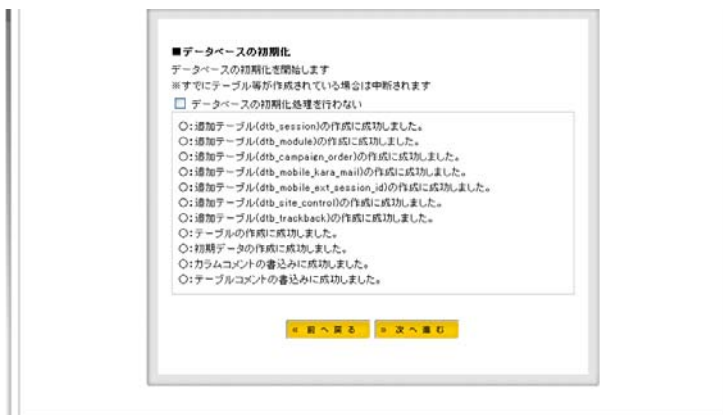 ■データベースの初期化
データベースの初期化を開始します
※すでにテーブル等が作成されている場合は中断されます
データベースの初期化処理を行わない
○：追加テーブル(dtb_session)の作成に成功しました。
○：追加テーブル(dtb_module)の作成に成功しました。
○：追加テーブル(dtb_campaign_order)の作成に成功しました。
○：追加テーブル(dtb_mobile_kara_mail)の作成に成功しました。
○：追加テーブル(dtb_mobile_ext_session_id)の作成に成功しました。
○：追加テーブル(dtb_site_control)の作成に成功しました。
○：追加テーブル(dtb_trackback)の作成に成功しました。
○：テーブルの作成に成功しました。
○：初期データの作成に成功しました。
○：カラムコメントの書込みに成功しました。
○：テーブルコメントの書込みに成功しました。
« 前へ戻る » 次へ進む